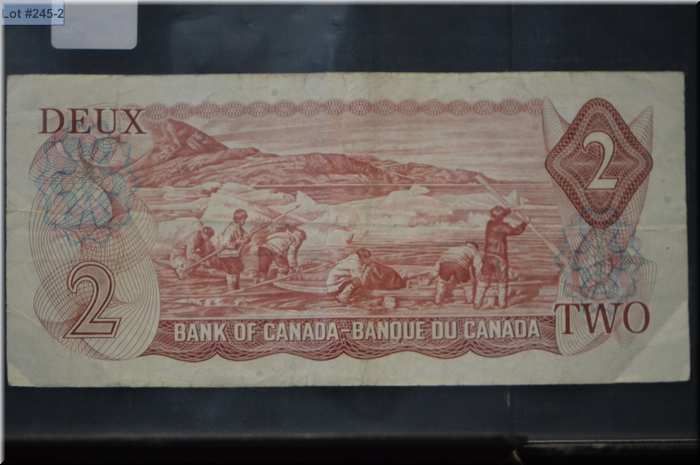 Lot #245-2
DEUX
2
2
BANK OF CANADA-BANQUE DU CANADA
TWO